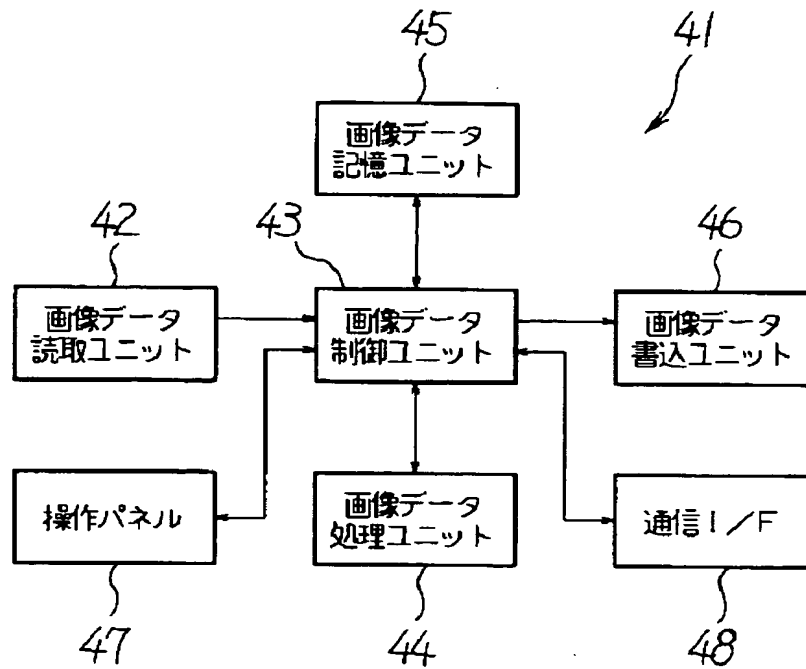 45
41
画像データ
記憶ユニット
42
43
46
画像データ
読取ユニット
画像データ
制御ユニット
画像データ
書込ユニット
操作パネル
画像データ
処理ユニット
通信I/F
47
44
48